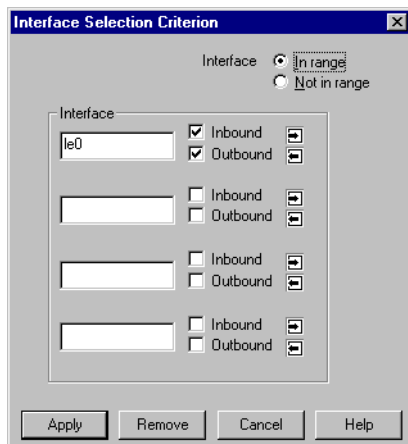 Interface Selection Criterion
Interface In range
Not in range
Interface
le0 Inbound
Outbound
Inbound
Outbound
Inbound
Outbound
Inbound
Outbound
Apply Remove Cancel Help